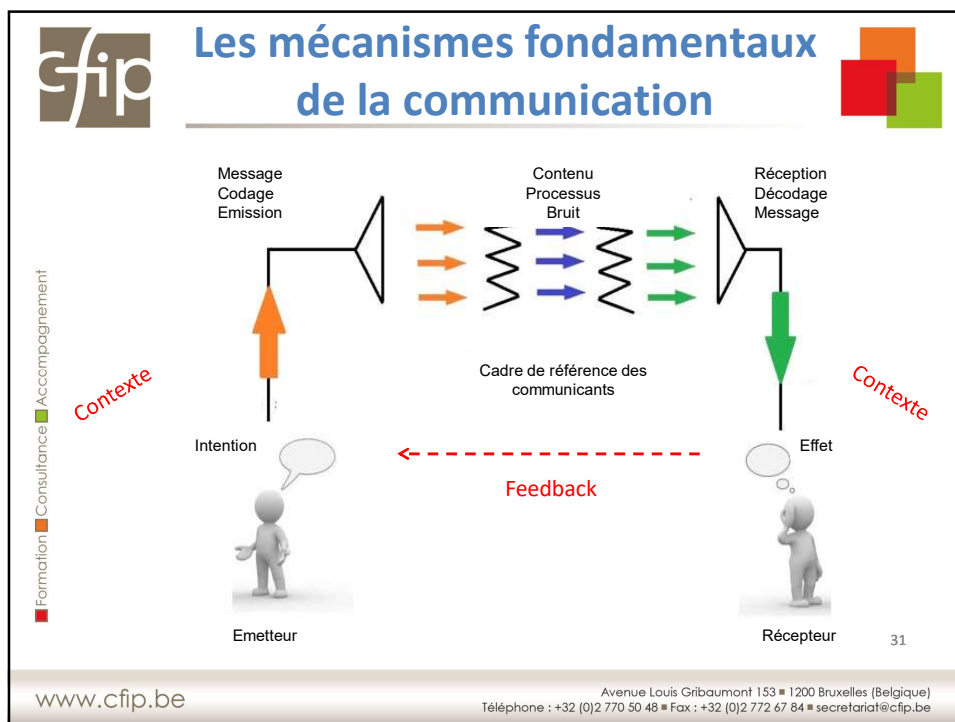 cfip
Les mécanismes fondamentaux
de la communication
Message
Codage
Emission
Contenu
Processus
Bruit
Réception
Décodage
Message
Cadre de référence des
communicants
Contexte
Contexte
Intention
Effet
Feedback
Emetteur
Récepteur
31
Formation Consultance Accompagnement
www.cfip.be
Avenue Louis Gribaumont 153 ■ 1200 Bruxelles (Belgique)
Téléphone : +32 (0)2 770 50 48 ■ Fax : +32 (0)2 772 67 84 ■ secretariat@cfip.be